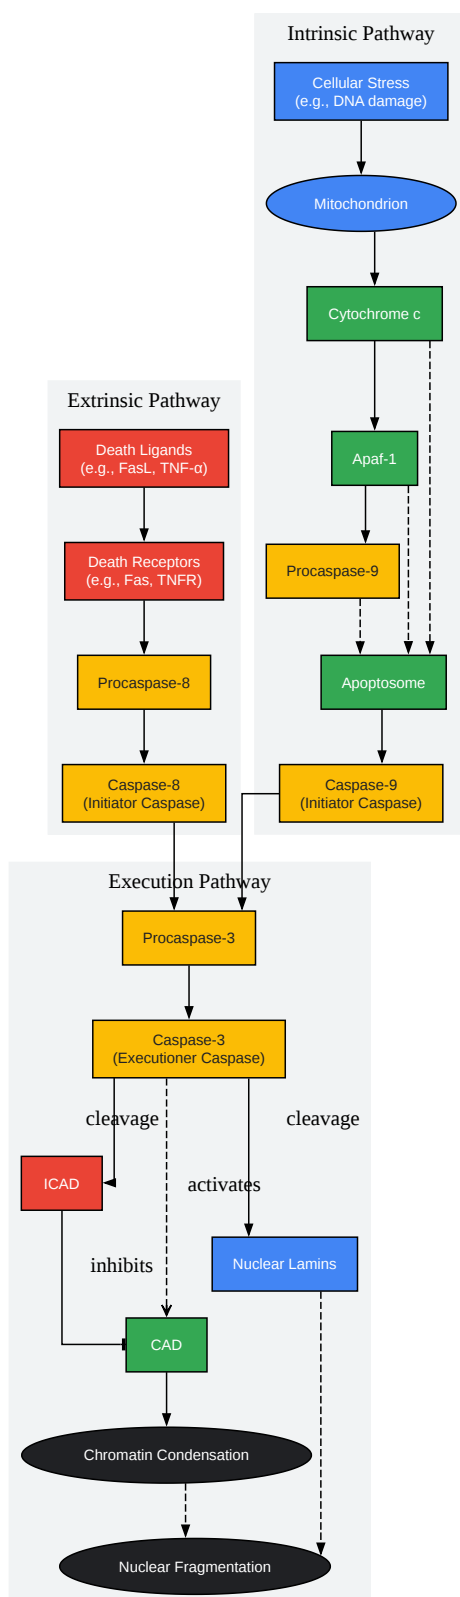 Intrinsic Pathway
Cellular Stress
(e.g., DNA damage)
Mitochondrion
Cytochrome c
Extrinsic Pathway
Death Ligands
(e.g., FasL, TNF-α)
Apaf-1
Death Receptors
(e.g., Fas, TNFR)
Procaspase-9
Procaspase-8
Apoptosome
Caspase-8
(Initiator Caspase)
Caspase-9
(Initiator Caspase)
Execution Pathway
Procaspase-3
Caspase-3
(Executioner Caspase)
cleavage
cleavage
ICAD
activates
inhibits
Nuclear Lamins
CAD
Chromatin Condensation
Nuclear Fragmentation